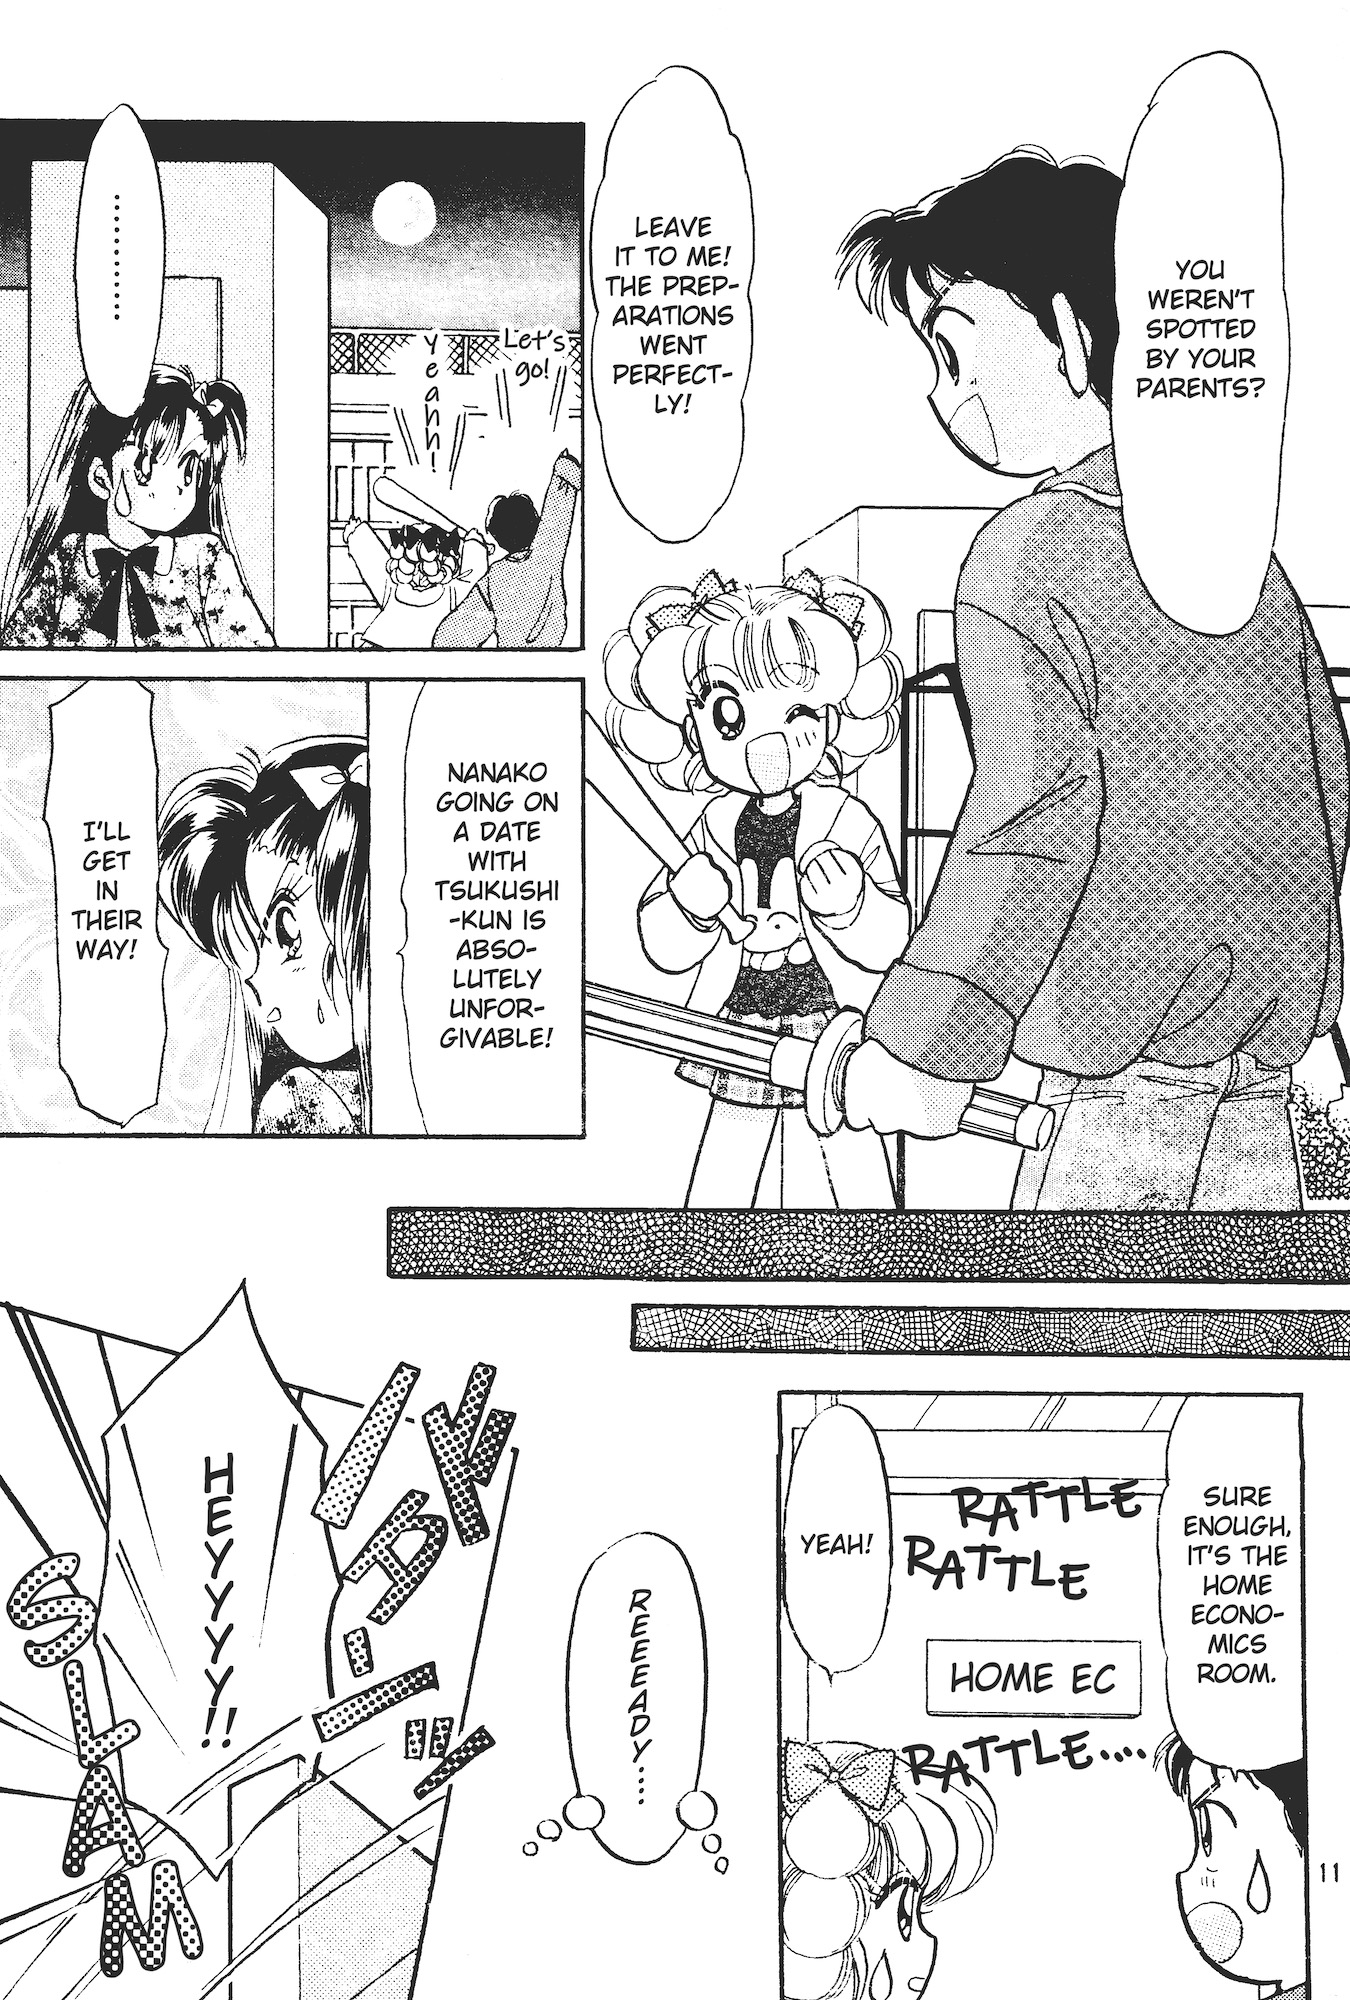 YOU
WEREN'T
SPOTTED
BY YOUR
PARENTS?
LEAVE
IT TO ME!
THE PREP-
ARATIONS
WENT
PERFECT-
LY!
Let's
go!
yeahh!
..........
NANAKO
GOING ON
A DATE
WITH
TSUKUSHI
-KUN IS
ABSO-
LUTELY
UNFOR-
GIVABLE!
I'LL
GET
IN
THEIR
WAY!
SURE
ENOUGH,
IT'S THE
HOME
ECONO-
MICS
ROOM.
RATTLE
RATTLE
HOME EC
RATTLE....
YEAH!
REEEADY....
HEYYYY!!
SLAM
11